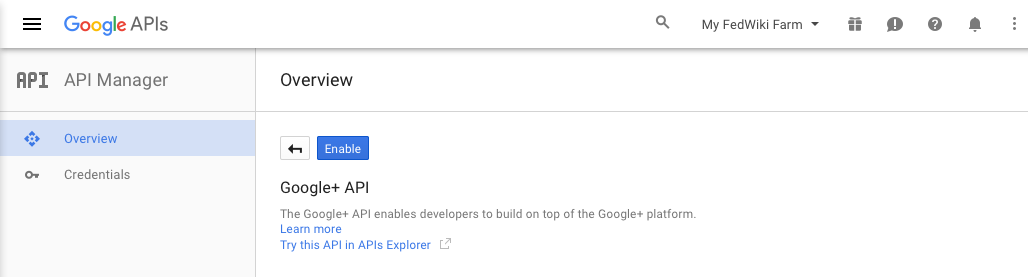 Google APIs
My FedWiki Farm
API API Manager
Overview
Overview
Credentials
Enable
Google+ API
The Google+ API enables developers to build on top of the Google+ platform.
Learn more
Try this API in APIs Explorer